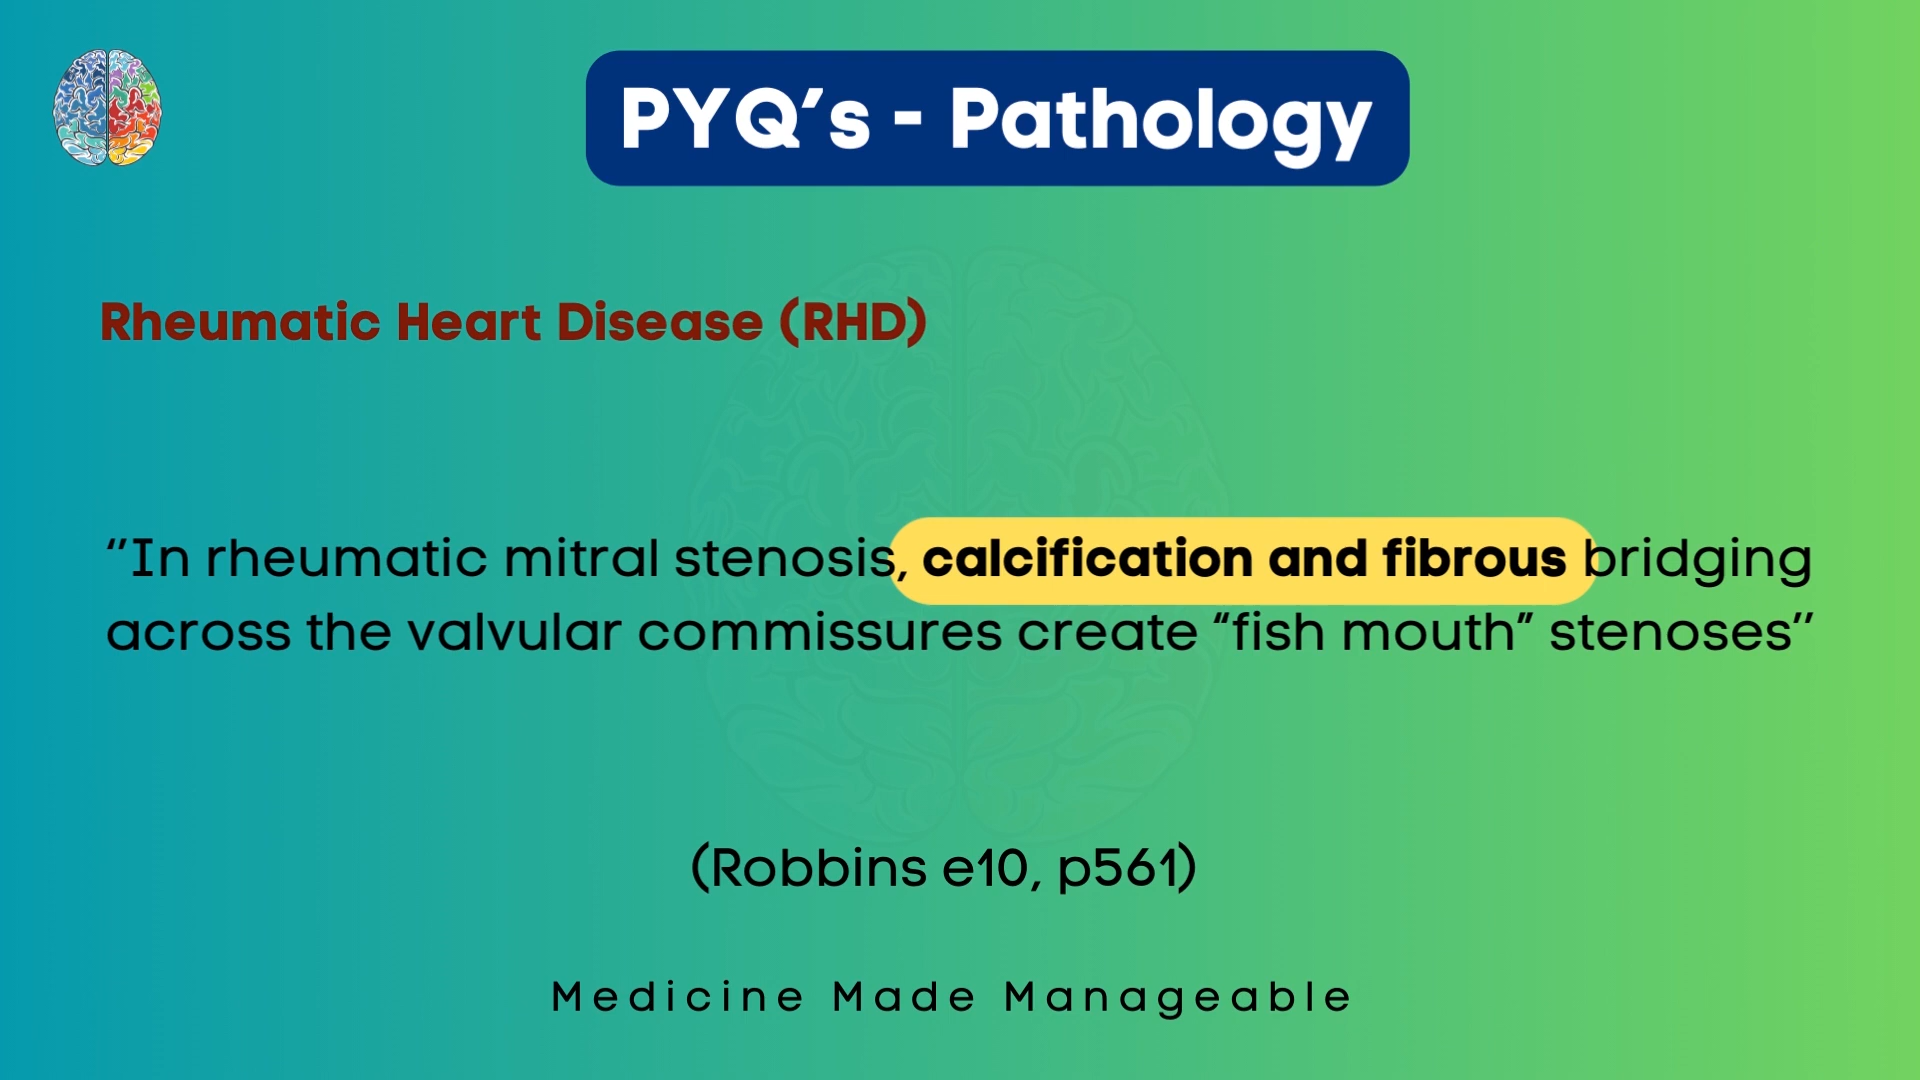 PYQ’s - Pathology
Rheumatic Heart Disease (RHD)
“In rheumatic mitral stenosis, calcification and fibrous bridging
across the valvular commissures create “fish mouth” stenoses”
(Robbins e10, p561)
Medicine Made Manageable